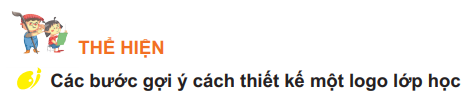 THỂ HIỆN
Các bước gợi ý cách thiết kế một logo lớp học